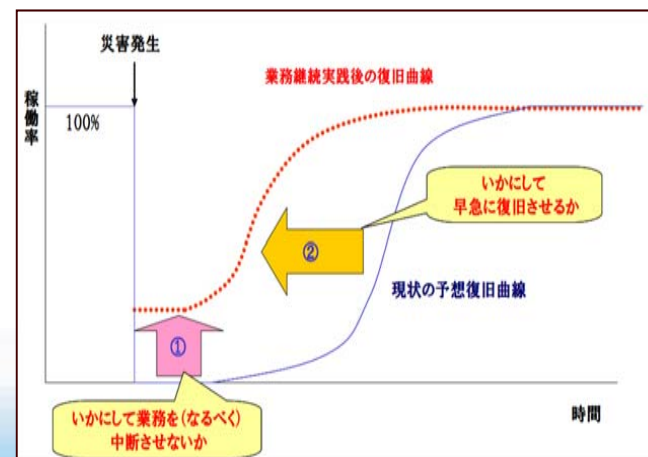 災害発生
業務継続実践後の復旧曲線
稼働率
100%
いかにして
早急に復旧させるか
②
現状の予想復旧曲線
①
いかにして業務を(なるべく)
中断させないか
時間